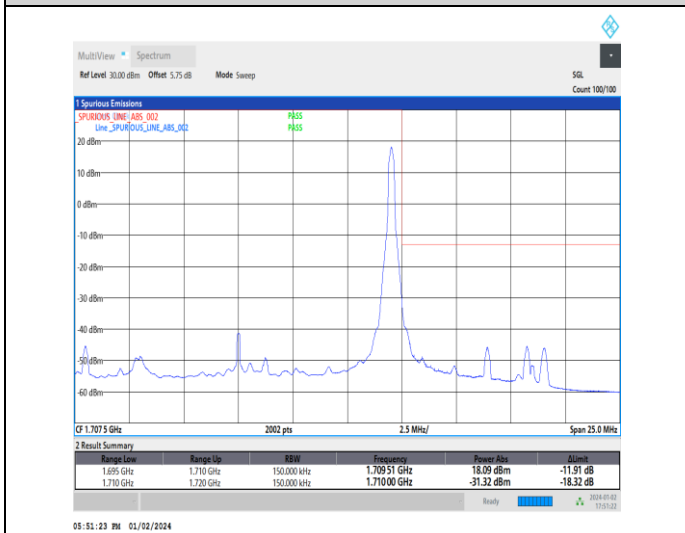 MultiView Spectrum
Ref Level 30.00 dBm Offset 5.75 dB Mode Sweep SGL
Count 100/100
1 Spurious Emissions
_SPURIOUS_LINE_ABS_002 PASS
Line _SPURIOUS_LINE_ABS_002 PASS
20 dBm
10 dBm
0 dBm
-10 dBm
-20 dBm
-30 dBm
-40 dBm
-50 dBm
-60 dBm
CF 1.707 5 GHz 2002 pts 2.5 MHz/ Span 25.0 MHz
2 Result Summary
Range Low Range Up RBW Frequency Power Abs ΔLimit
1.695 GHz 1.710 GHz 150.000 kHz 1.709 51 GHz 18.09 dBm -11.91 dB
1.710 GHz 1.720 GHz 150.000 kHz 1.710 00 GHz -31.32 dBm -18.32 dB
Ready 2024-01-02
17:51:22
05:51:23 PM 01/02/2024